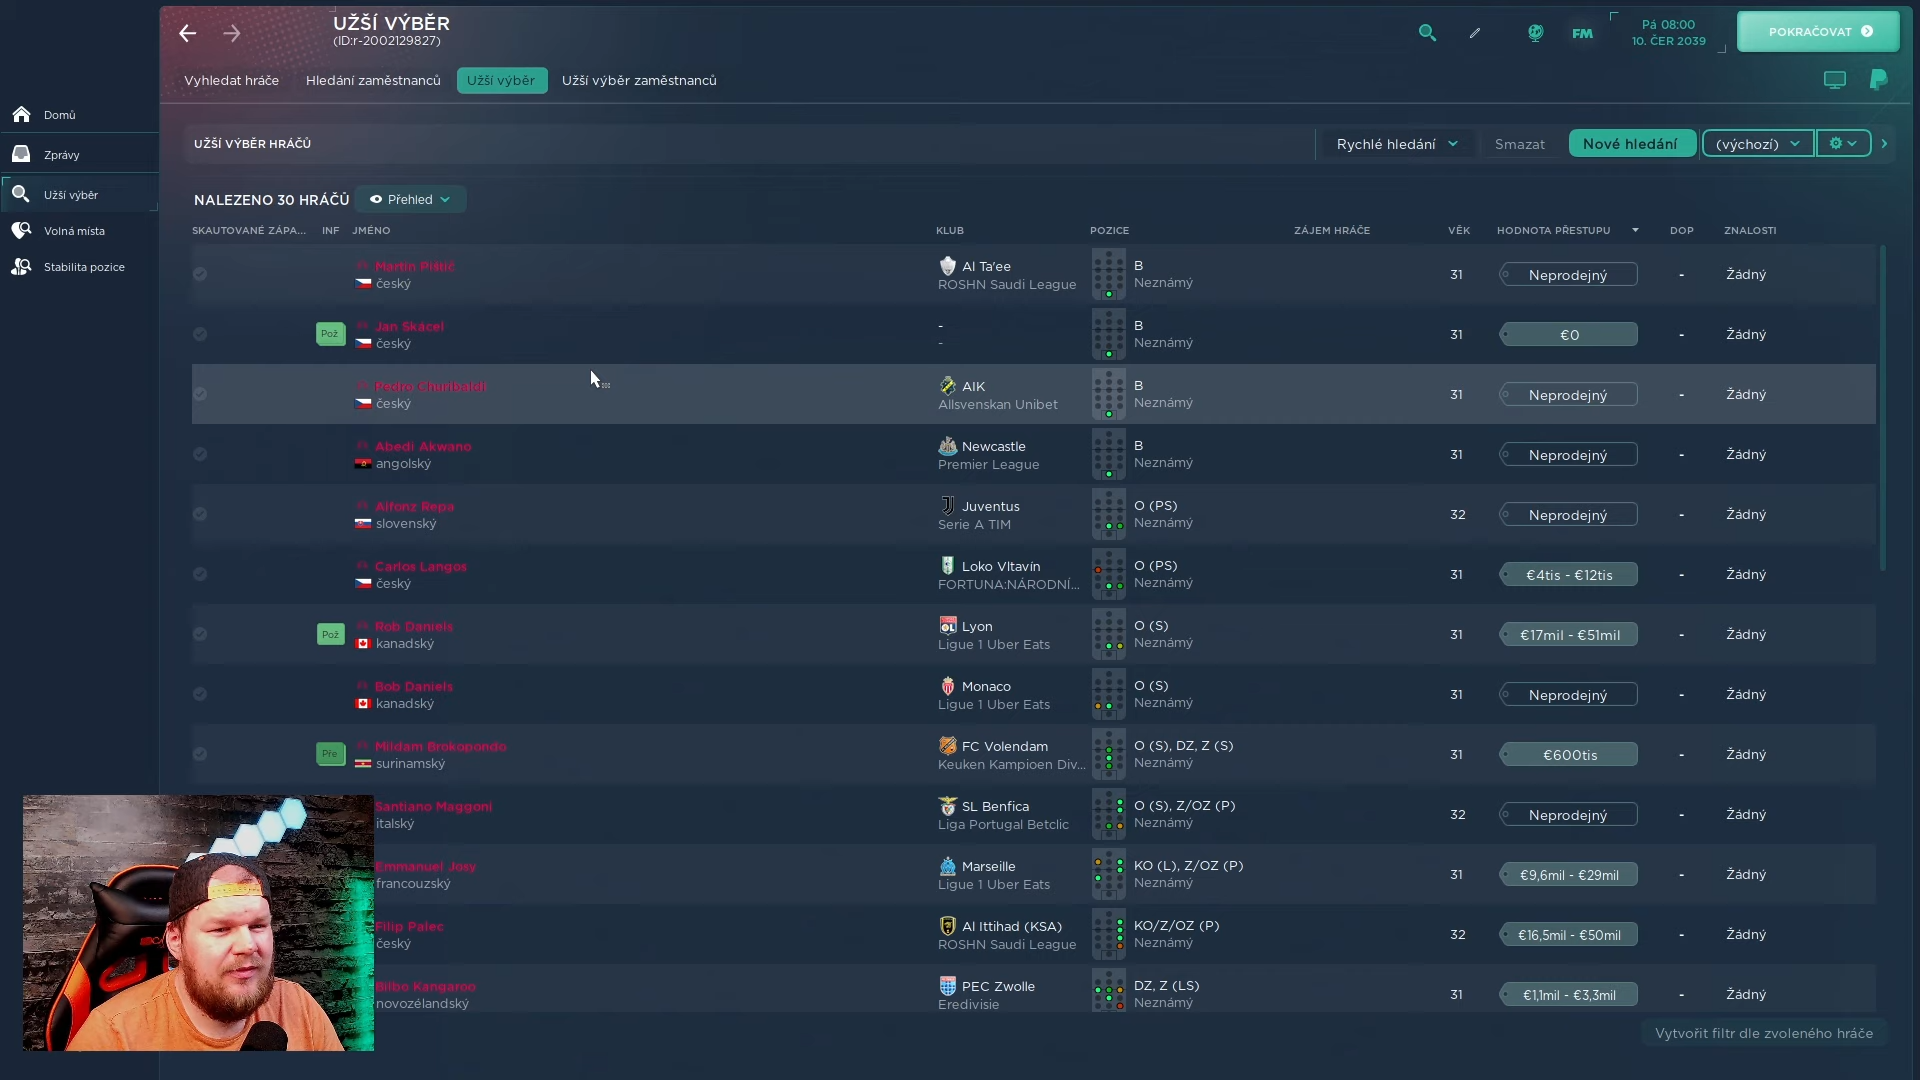 UŽŠÍ VÝBĚR
(ID:r-2002129827)
Pá 08:00
10. ČER 2039
POKRAČOVAT
FM
Vyhledat hráče
Hledání zaměstnanců
Užší výběr
Užší výběr zaměstnanců
Domů
Zprávy
Užší výběr
Volná místa
Stabilita pozice
UŽŠÍ VÝBĚR HRÁČŮ
Rychlé hledání
Smazat
Nové hledání
(výchozí)
NALEZENO 30 HRÁČŮ
Přehled
SKAUTOVANÉ ZÁPA... INF JMÉNO KLUB POZICE ZÁJEM HRÁČE VĚK HODNOTA PŘESTUPU DOP ZNALOSTI
Martin Pištic Al Ta'ee B 31 Neprodejný - Žádný
český ROSHN Saudi League Neznámý
Pož Jan Skácel - B 31 €0 - Žádný
český - Neznámý
Pedro Churibaldi AIK B 31 Neprodejný - Žádný
český Allsvenskan Unibet Neznámý
Abedi Akwano Newcastle B 31 Neprodejný - Žádný
angolský Premier League Neznámý
Alfonz Repa Juventus O (PS) 32 Neprodejný - Žádný
slovenský Serie A TIM Neznámý
Carlos Langos Loko Vltavín O (PS) 31 €4tis - €12tis - Žádný
český FORTUNA:NÁRODNÍ... Neznámý
Pož Rob Daniels Lyon O (S) 31 €17mil - €51mil - Žádný
kanadský Ligue 1 Uber Eats Neznámý
Bob Daniels Monaco O (S) 31 Neprodejný - Žádný
kanadský Ligue 1 Uber Eats Neznámý
Pře Mildam Brokopondo FC Volendam O (S), DZ, Z (S) 31 €600tis - Žádný
surinamský Keuken Kampioen Div... Neznámý
Santiano Maggoni SL Benfica O (S), Z/OZ (P) 32 Neprodejný - Žádný
italský Liga Portugal Betclic Neznámý
Emmanuel Josy Marseille KO (L), Z/OZ (P) 31 €9,6mil - €29mil - Žádný
francouzský Ligue 1 Uber Eats Neznámý
Filip Palec Al Ittihad (KSA) KO/Z/OZ (P) 32 €16,5mil - €50mil - Žádný
český ROSHN Saudi League Neznámý
Bilbo Kangaroo PEC Zwolle DZ, Z (LS) 31 €1,1mil - €3,3mil - Žádný
novozélandský Eredivisie Neznámý
Vytvořit filtr dle zvoleného hráče